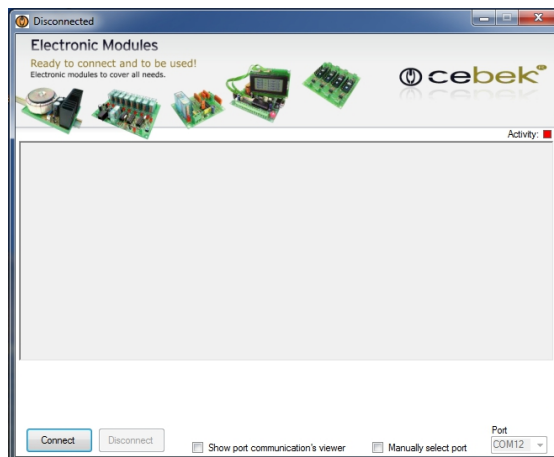 Disconnected
Electronic Modules
Ready to connect and to be used!
Electronic modules to cover all needs.
cebek
Activity:
Port
Connect
Disconnect
Show port communication's viewer
Manually select port
COM12